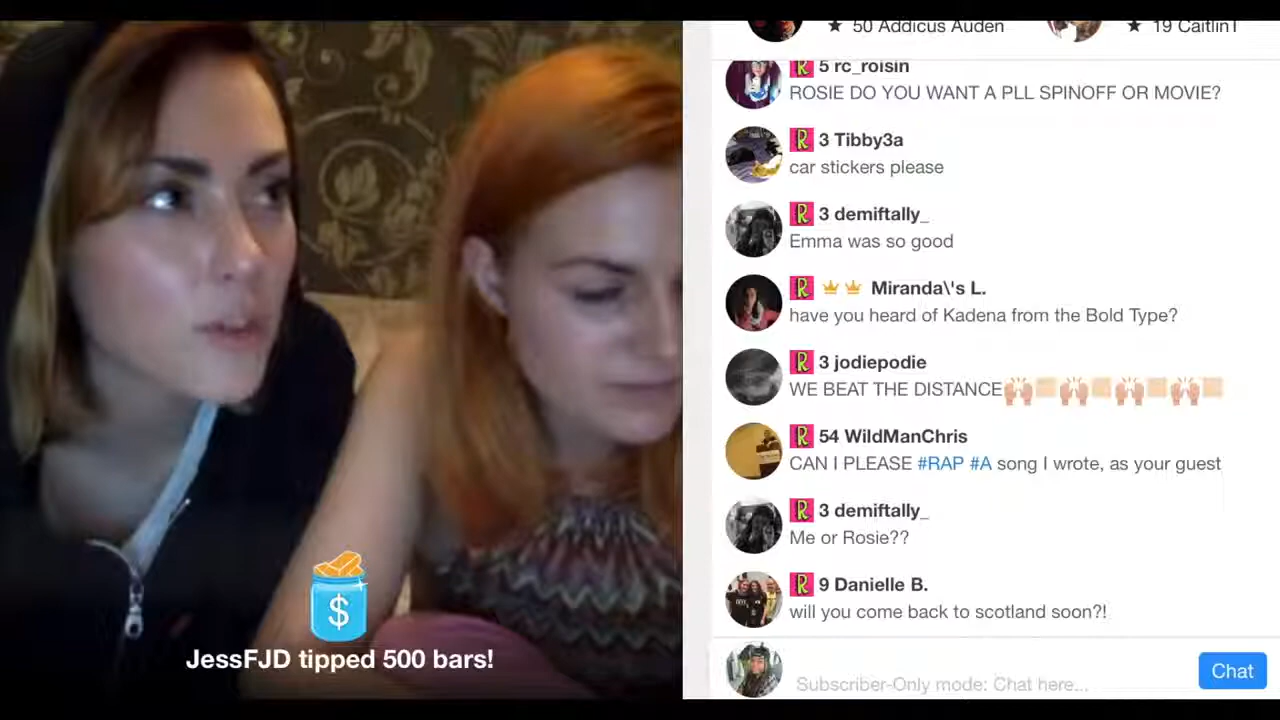 ★ 50 Addicus Auden
★ 19 CaitlinT
R 5 rc_roisin
ROSIE DO YOU WANT A PLL SPINOFF OR MOVIE?
R 3 Tibby3a
car stickers please
R 3 demiftally_
Emma was so good
R Miranda\'s L.
have you heard of Kadena from the Bold Type?
R 3 jodiepodie
WE BEAT THE DISTANCE
R 54 WildManChris
CAN I PLEASE #RAP #A song I wrote, as your guest
R 3 demiftally_
Me or Rosie??
R 9 Danielle B.
will you come back to scotland soon?!
Subscriber-Only mode: Chat here...
Chat
$
JessFJD tipped 500 bars!